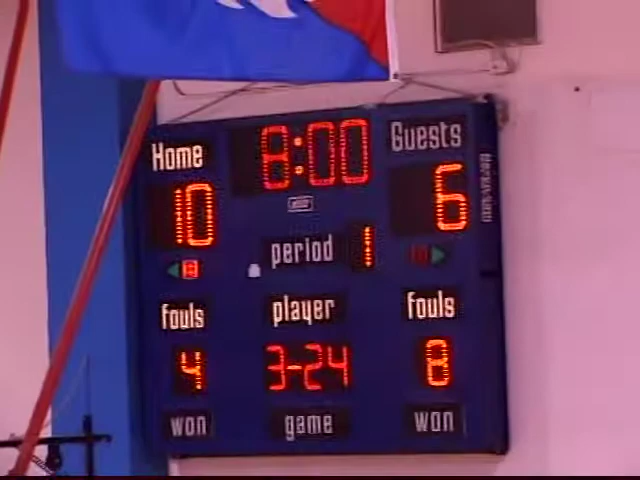 Home 8:00 Guests
10 6
period 1
fouls player fouls
4 3-24 8
won game won